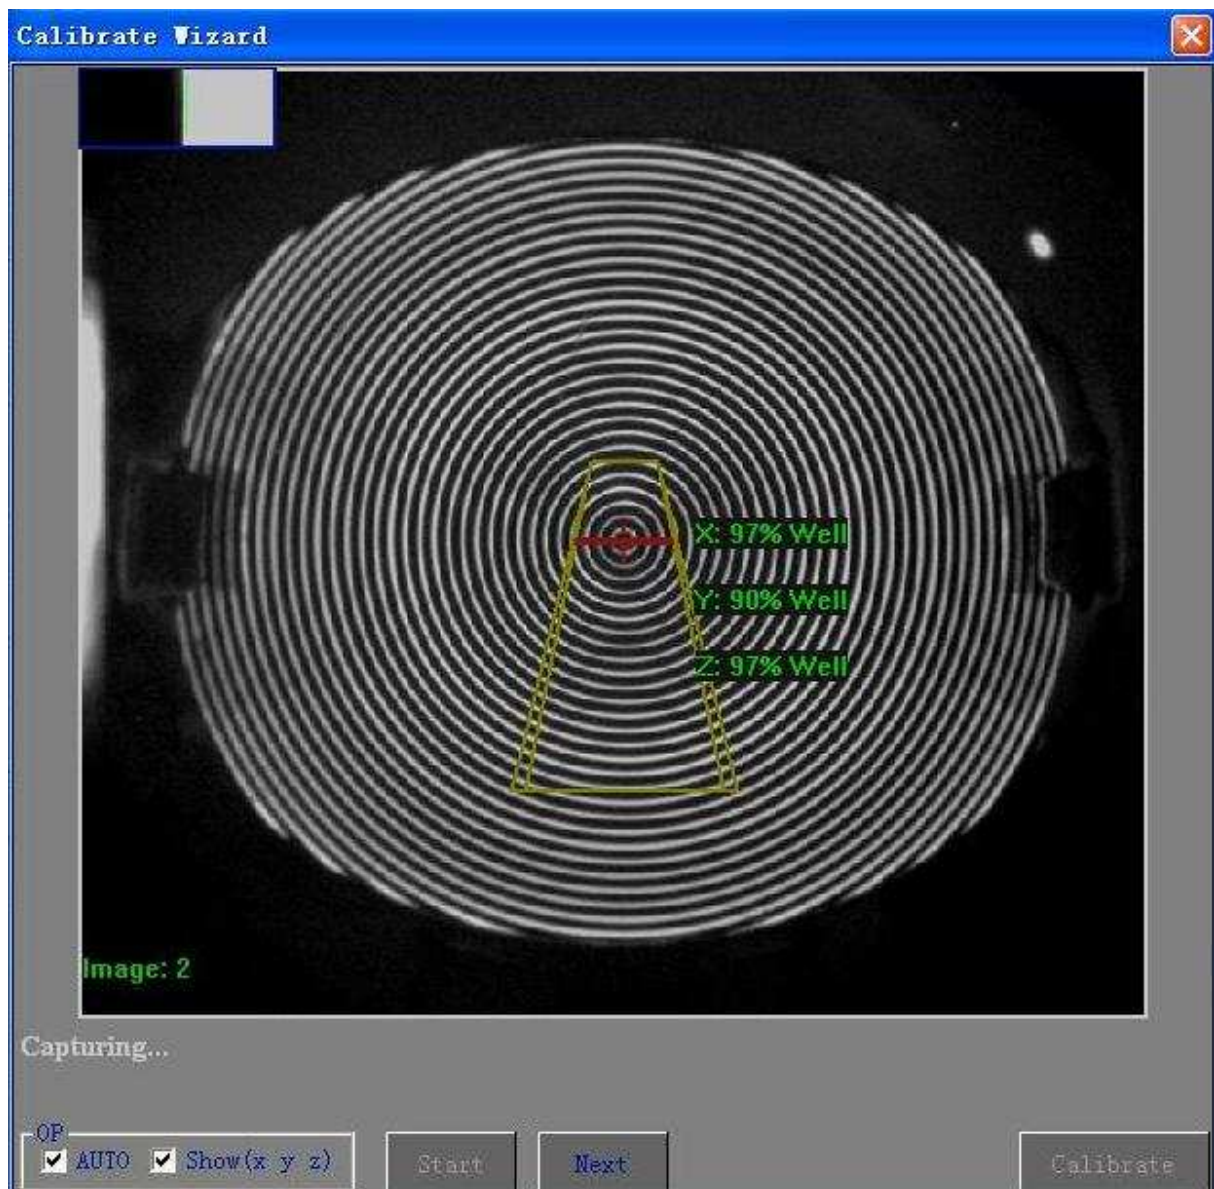 Calibrate Wizard
X: 97% Well
Y: 90% Well
Z: 97% Well
Image: 2
Capturing...
OP
AUTO Show(x y z)
Start
Next
Calibrate